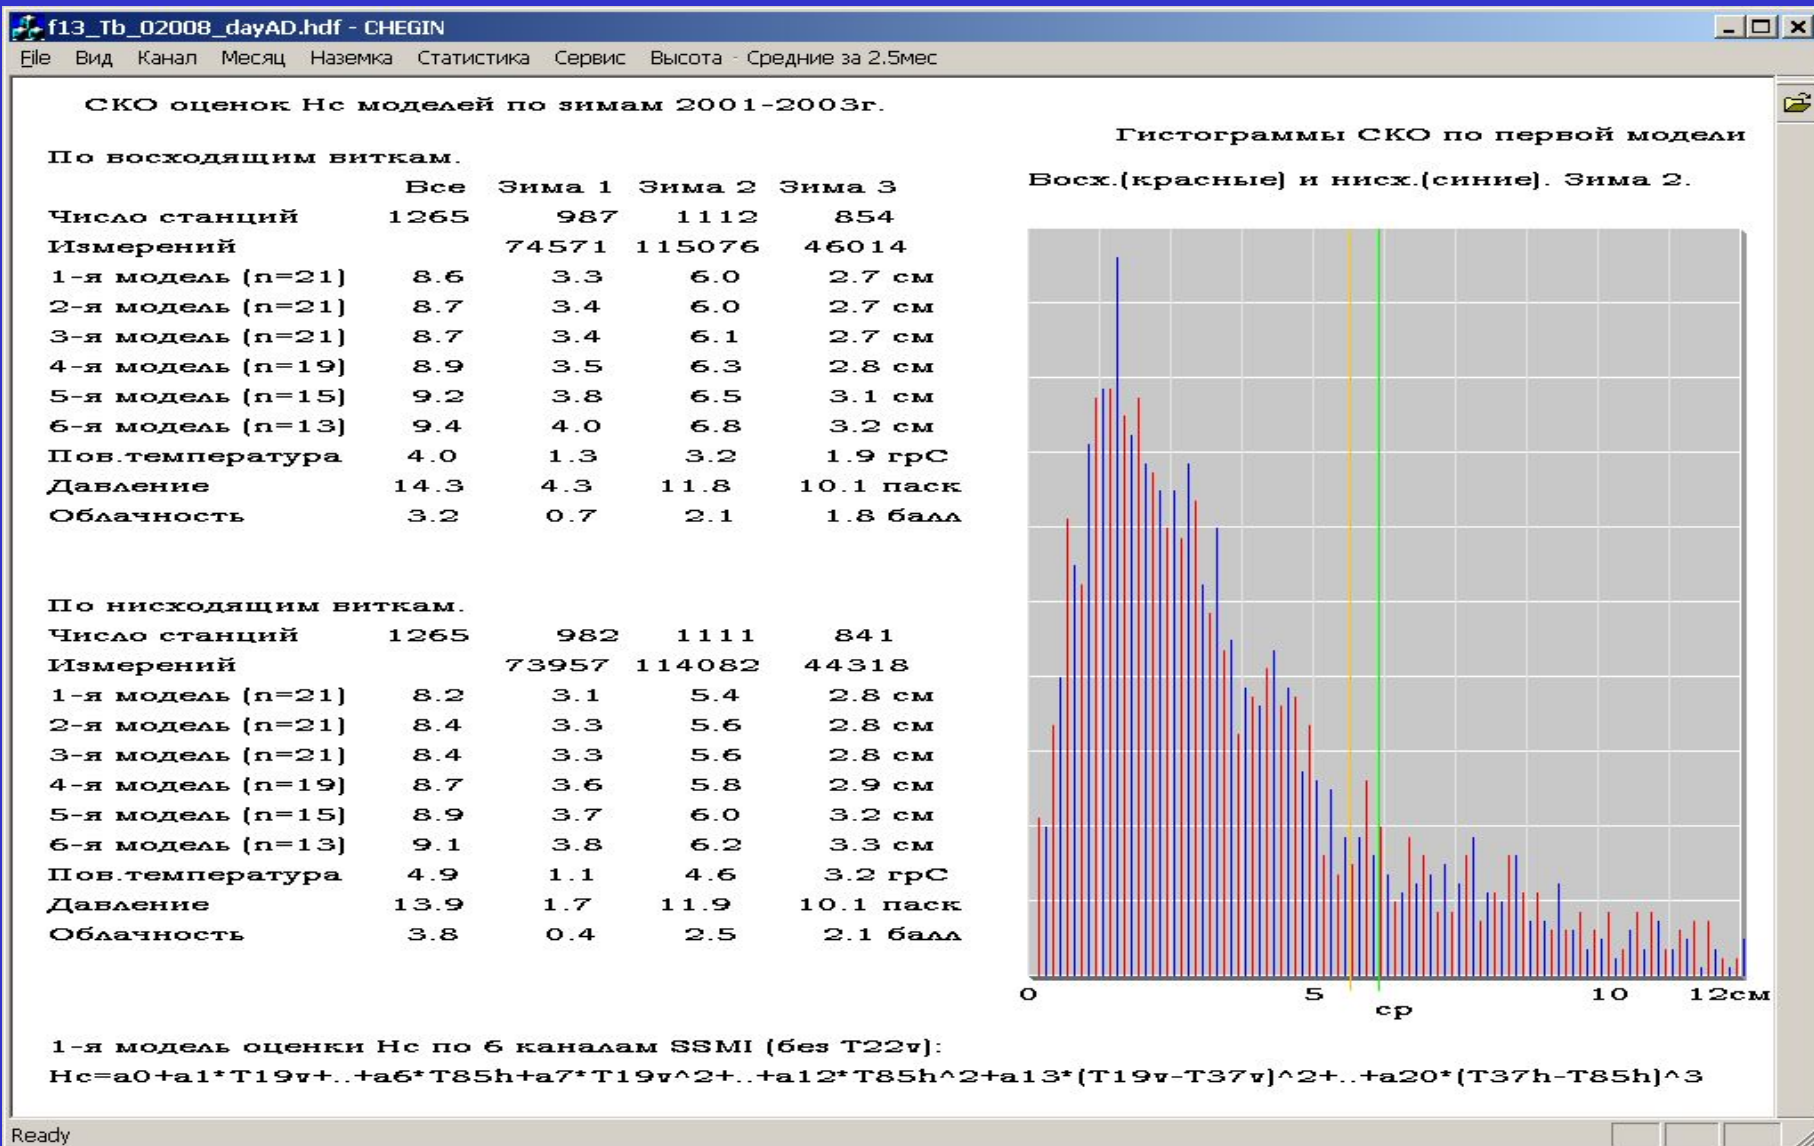 f13_Tb_02008_dayAD.hdf - CHEGIN
File Вид Канал Месяц Наземка Статистика Сервис Высота - Средние за 2.5мес
СКО оценок Нс моделей по зимам 2001-2003г.
По восходящим виткам.
Все Зима 1 Зима 2 Зима 3
Число станций 1265 987 1112 854
Измерений 74571 115076 46014
1-я модель (n=21) 8.6 3.3 6.0 2.7 см
2-я модель (n=21) 8.7 3.4 6.0 2.7 см
3-я модель (n=21) 8.7 3.4 6.1 2.7 см
4-я модель (n=19) 8.9 3.5 6.3 2.8 см
5-я модель (n=15) 9.2 3.8 6.5 3.1 см
6-я модель (n=13) 9.4 4.0 6.8 3.2 см
Пов.температура 4.0 1.3 3.2 1.9 грС
Давление 14.3 4.3 11.8 10.1 паск
Облачность 3.2 0.7 2.1 1.8 балл
По нисходящим виткам.
Число станций 1265 982 1111 841
Измерений 73957 114082 44318
1-я модель (n=21) 8.2 3.1 5.4 2.8 см
2-я модель (n=21) 8.4 3.3 5.6 2.8 см
3-я модель (n=21) 8.4 3.3 5.6 2.8 см
4-я модель (n=19) 8.7 3.6 5.8 2.9 см
5-я модель (n=15) 8.9 3.7 6.0 3.2 см
6-я модель (n=13) 9.1 3.8 6.2 3.3 см
Пов.температура 4.9 1.1 4.6 3.2 грС
Давление 13.9 1.7 11.9 10.1 паск
Облачность 3.8 0.4 2.5 2.1 балл
Гистограммы СКО по первой модели
Восх.(красные) и нисх.(синие). Зима 2.
0 5 10 12см
ср
1-я модель оценки Нс по 6 каналам SSMI (без T22v):
Hc=a0+a1*T19v+..+a6*T85h+a7*T19v^2+..+a12*T85h^2+a13*(T19v-T37v)^2+..+a20*(T37h-T85h)^3
Ready